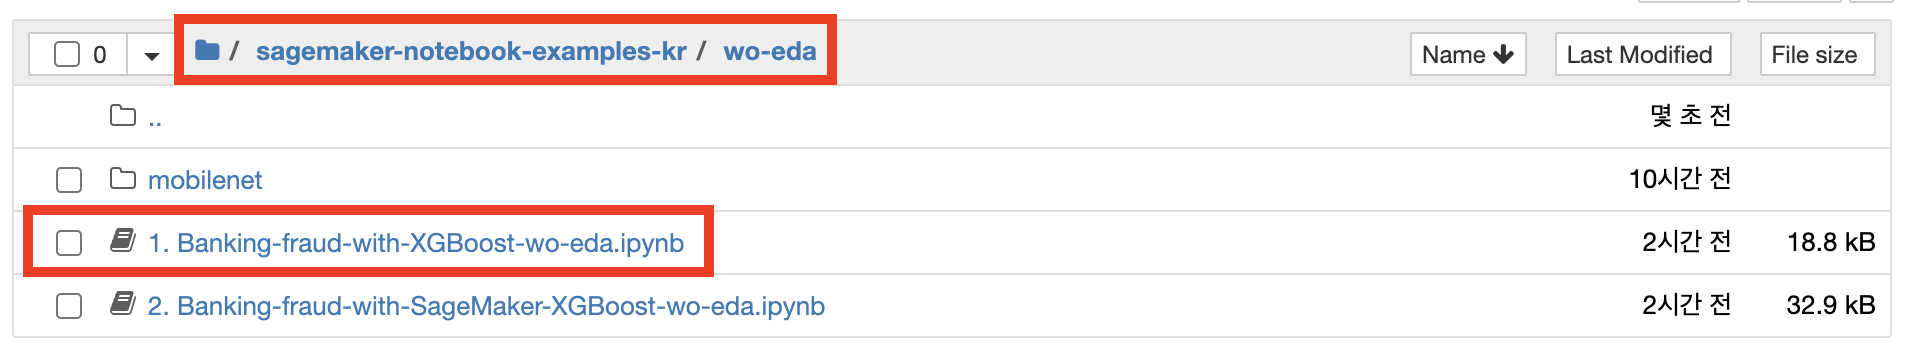 0 / sagemaker-notebook-examples-kr / wo-eda Name Last Modified File size
.. 몇 초 전
mobilenet 10시간 전
1. Banking-fraud-with-XGBoost-wo-eda.ipynb 2시간 전 18.8 kB
2. Banking-fraud-with-SageMaker-XGBoost-wo-eda.ipynb 2시간 전 32.9 kB